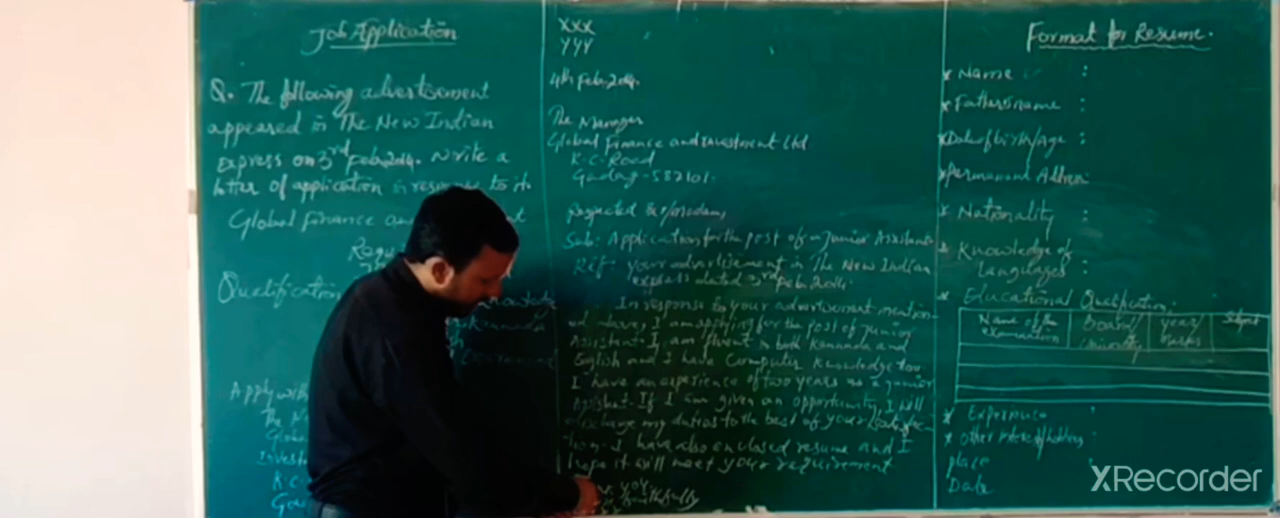 Job Application
Q. The following advertisement
appeared in The New Indian
express on 3rd Feb. 2014. Write a
letter of application in response to it.
Global Finance and
Qualification
Apply with
The
Global
K.C.
XXX
YYY
4th Feb. 2014.
The Manager
Global Finance and Investment Ltd
K.C. Road
Gadag-582101.
Respected Sir/madam,
Sub: Application for the post of a Junior Assistant
Ref: your advertisement in The New Indian
express dated 3rd Feb. 2014.
In response to your advertisement mention-
ed above, I am applying for the post of Junior
Assistant. I am fluent in both Kannada and
English and I have Computer Knowledge too
I have an experience of two years as a junior
Assistant. If I am given an opportunity, I will
discharge my duties to the best of your satisfac-
tion. I have also enclosed resume and I
hope it will meet your requirement
faithfully
Format for Resume.
* Name :
* Father's name :
* Date of birth/Age :
* Permanent Address:
* Nationality :
* Knowledge of
Languages :
* Educational Qualification.
Name of the examination Board/University year/marks
* Experience :
* Other interest/hobbies :
place
Date
XRecorder